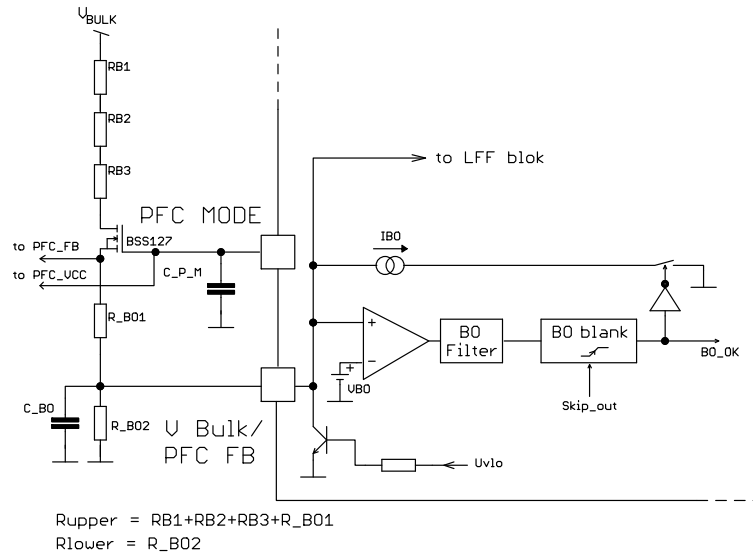 VBULK
RB1
RB2
RB3
PFC MODE
BSS127
to PFC_FB
to PFC_VCC
C_P_M
R_BO1
C_BO
R_BO2
V Bulk/
PFC FB
to LFF blok
IBO
+
−
+
VBO
BO
Filter
BO blank
Skip_out
BO_OK
Uvlo
Rupper = RB1+RB2+RB3+R_BO1
Rlower = R_BO2